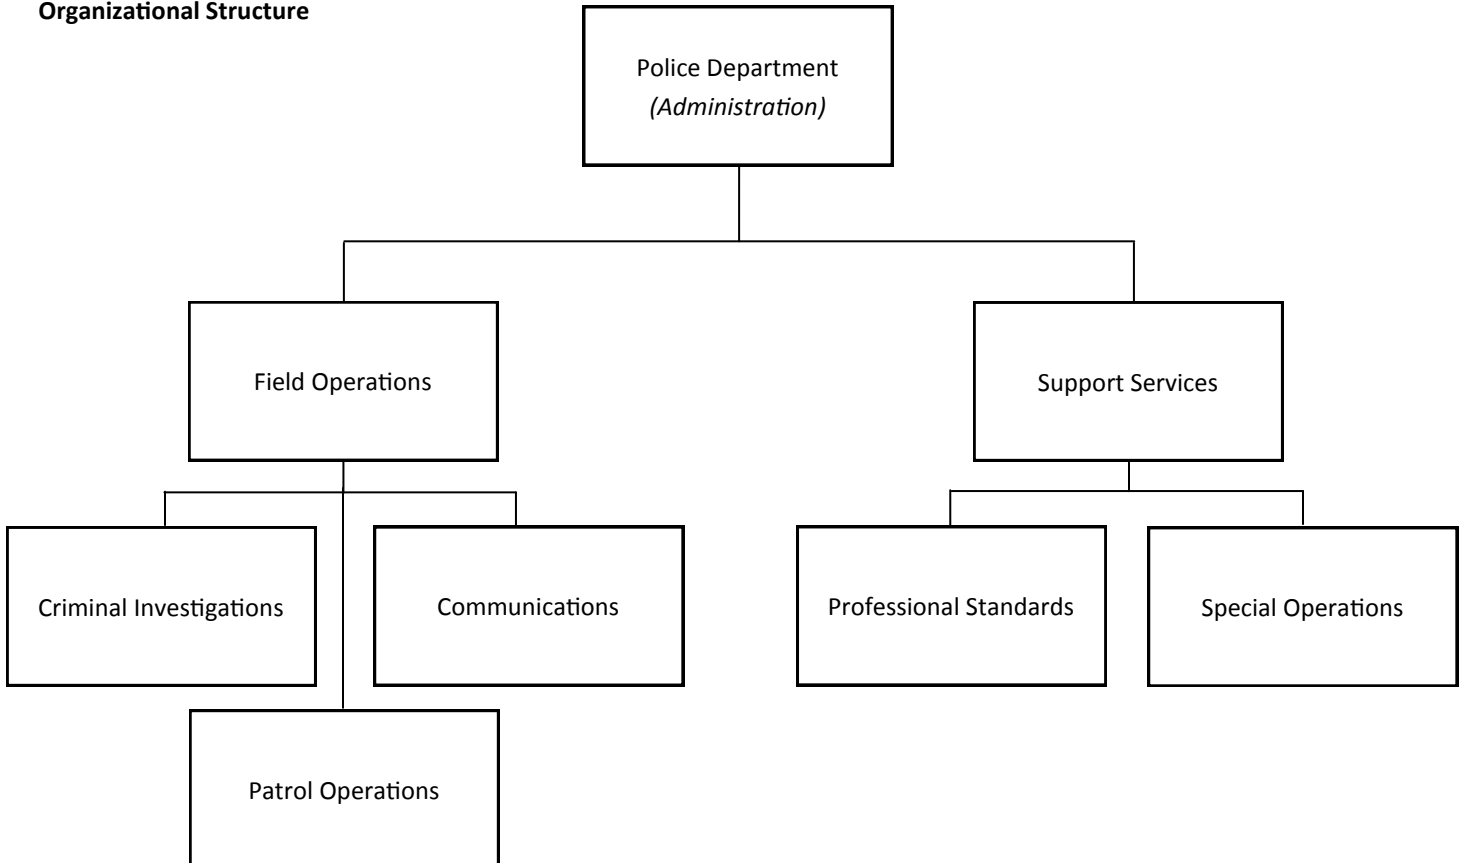 Organizational Structure
Police Department
(Administration)
Field Operations
Support Services
Criminal Investigations
Communications
Professional Standards
Special Operations
Patrol Operations